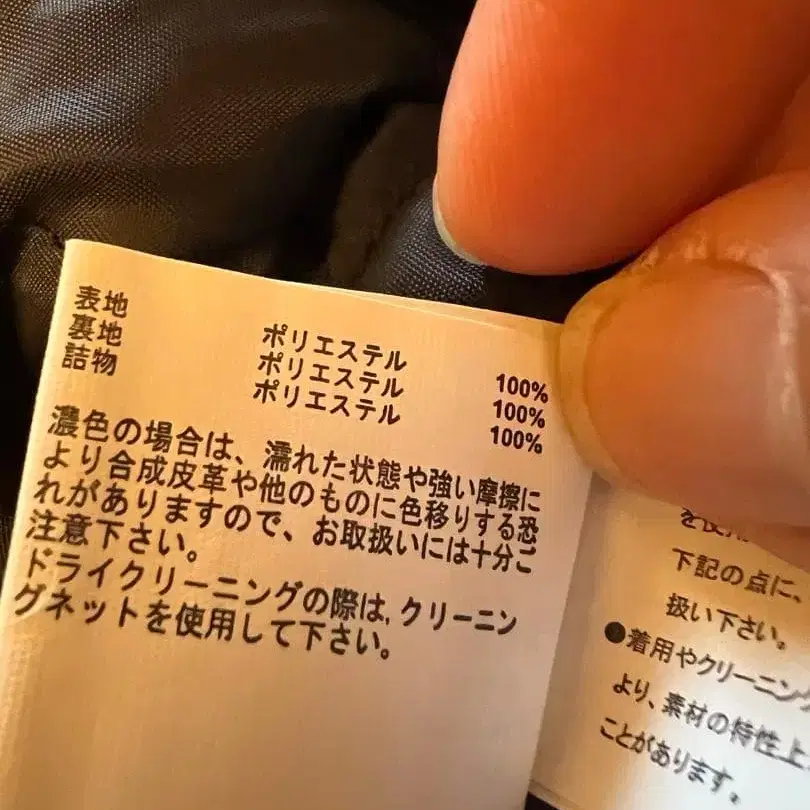 表地 ポリエステル 100%
裏地 ポリエステル 100%
詰物 ポリエステル 100%
濃色の場合は、濡れた状態や強い摩擦に
より合成皮革や他のものに色移りする恐
れがありますので、お取扱いには十分ご
注意下さい。
ドライクリーニングの際は,クリーニン
グネットを使用して下さい。
下記の点に、
扱い下さい。
●着用やクリーニング
より、素材の特性上
ことがあります。